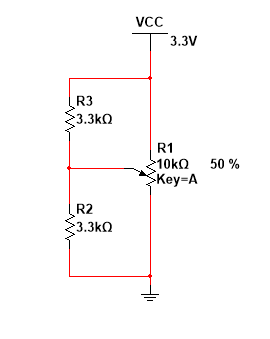 VCC
3.3V
R3
3.3kΩ
R1
10kΩ 50 %
Key=A
R2
3.3kΩ